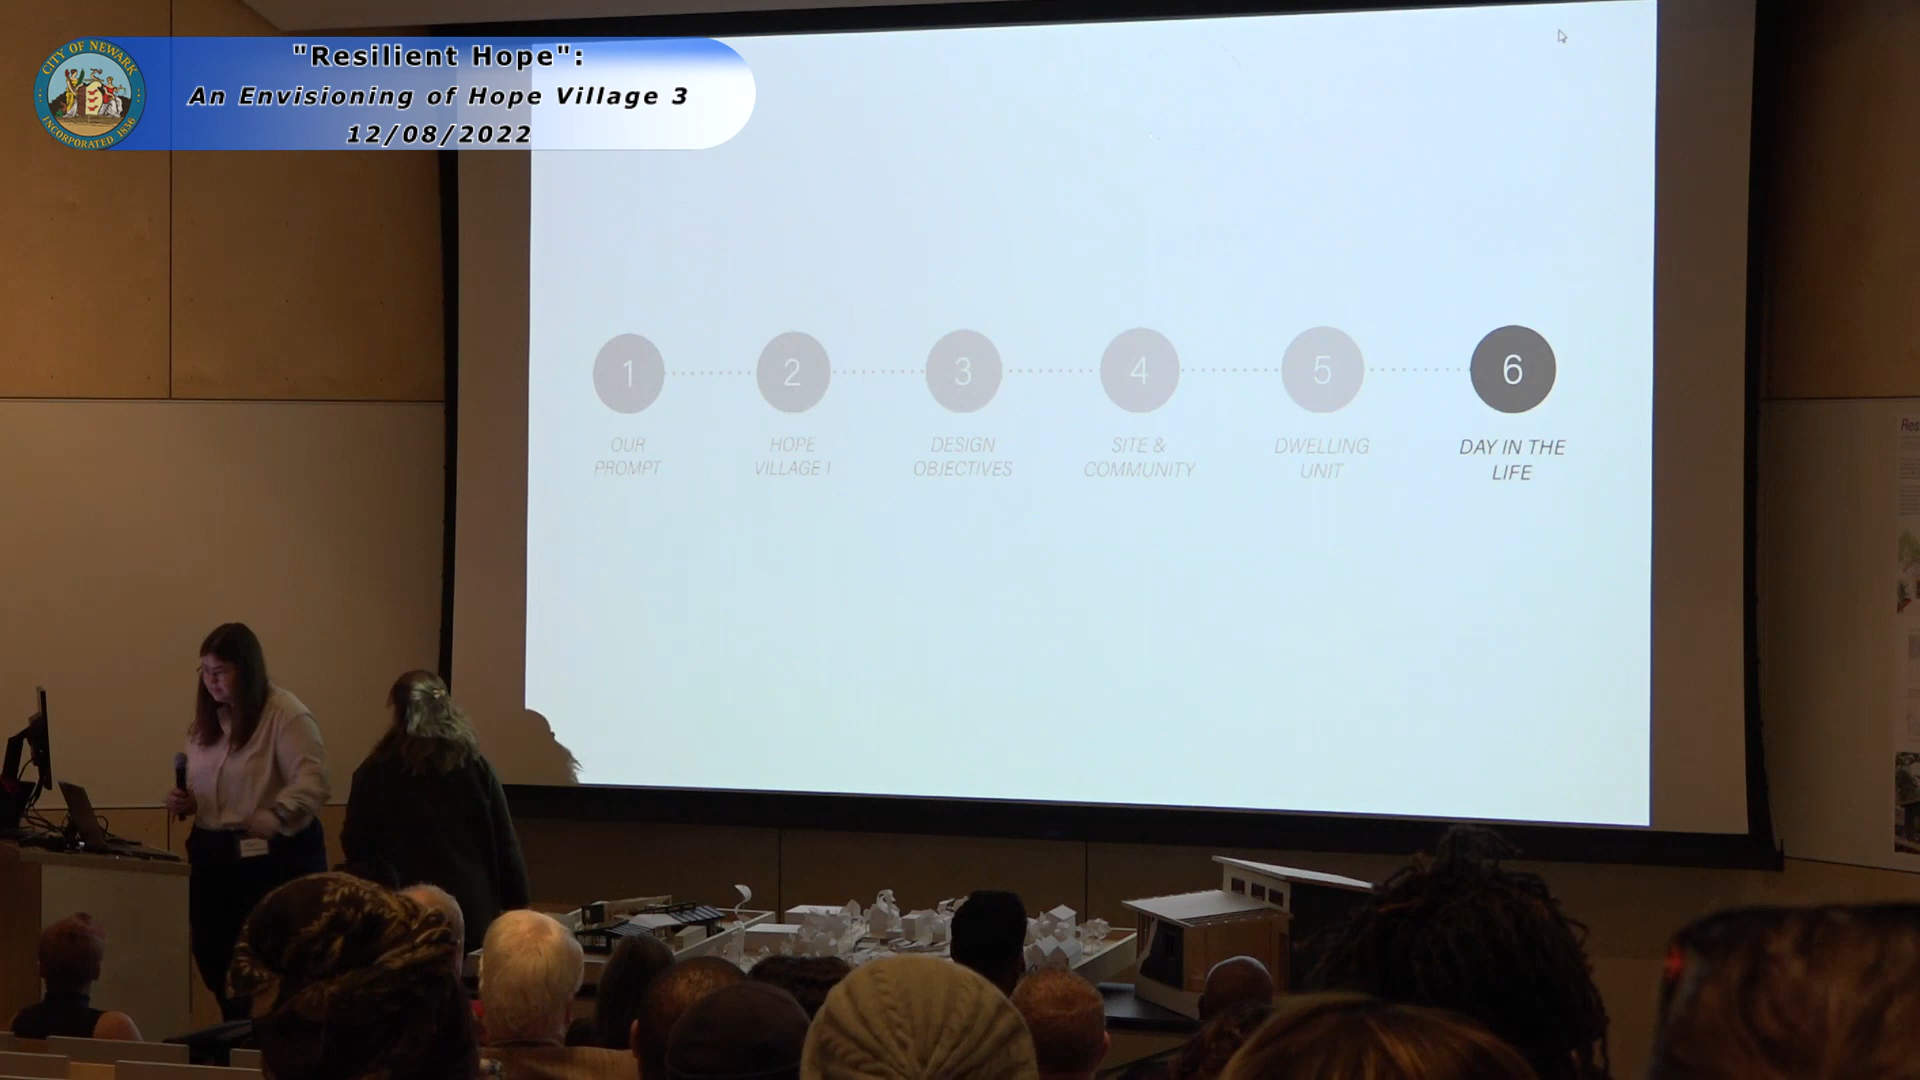 "Resilient Hope":
An Envisioning of Hope Village 3
12/08/2022
CITY OF NEWARK
INCORPORATED 1836
1
2
3
4
5
6
OUR
PROMPT
HOPE
VILLAGE I
DESIGN
OBJECTIVES
SITE &
COMMUNITY
DWELLING
UNIT
DAY IN THE
LIFE
Res